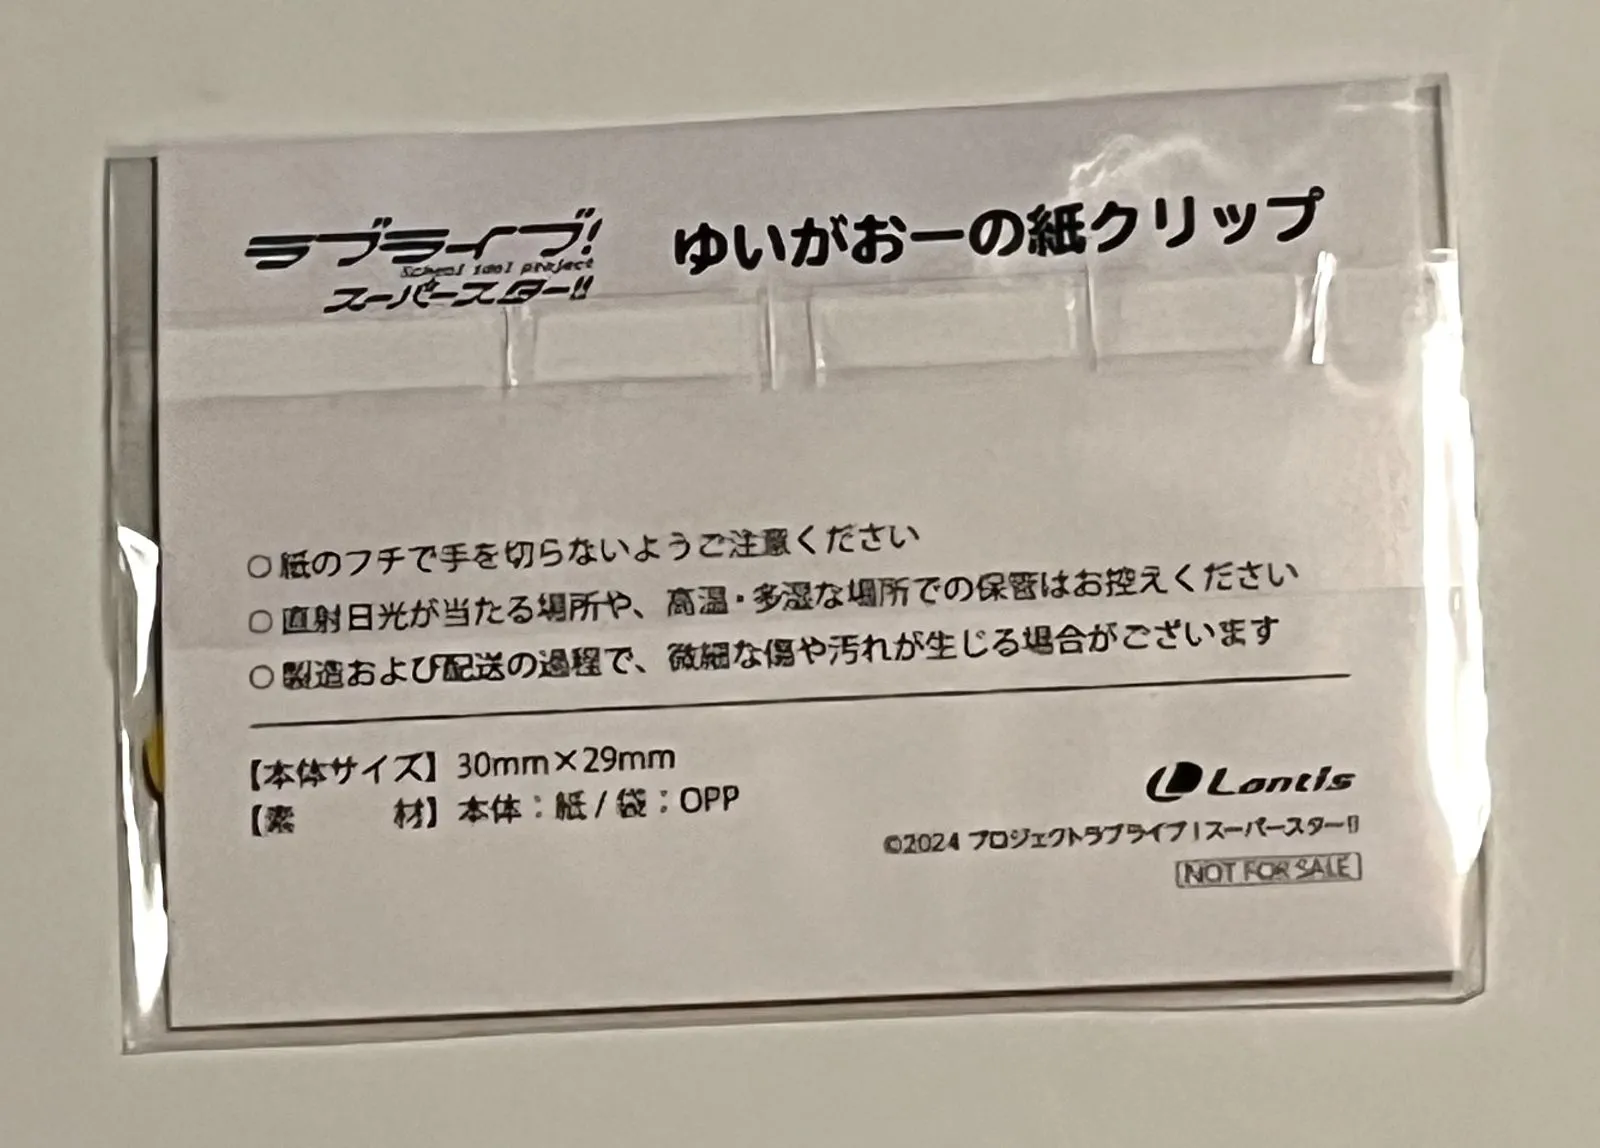 ラブライブ!
School idol project
スーパースター!!
ゆいがおーの紙クリップ
○紙のフチで手を切らないようご注意ください
○直射日光が当たる場所や、高温・多湿な場所での保管はお控えください
○製造および配送の過程で、微細な傷や汚れが生じる場合がございます
【本体サイズ】30mm×29mm
【素 材】本体:紙/袋:OPP
Lantis
©2024 プロジェクトラブライブ!スーパースター!!
NOT FOR SALE